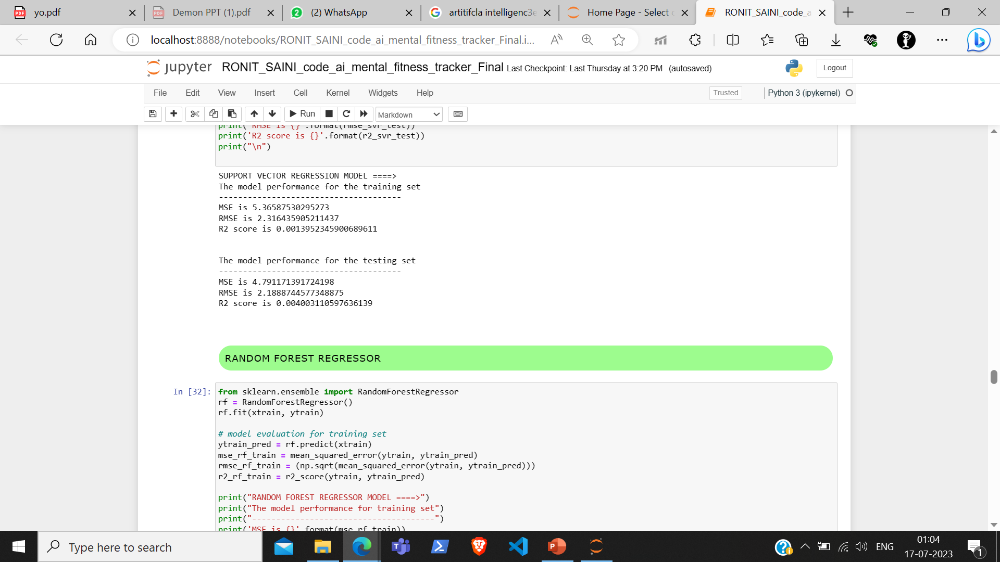 yo.pdf
Demon PPT (1).pdf
(2) WhatsApp
artitifcla intelligenc3e
Home Page - Select
RONIT_SAINI_code_a
localhost:8888/notebooks/RONIT_SAINI_code_ai_mental_fitness_tracker_Final.i...
jupyter RONIT_SAINI_code_ai_mental_fitness_tracker_Final Last Checkpoint: Last Thursday at 3:20 PM (autosaved)
Logout
File Edit View Insert Cell Kernel Widgets Help
Trusted
Python 3 (ipykernel)
Run
Markdown
print('RMSE is {}'.format(rmse_svr_test))
print('R2 score is {}'.format(r2_svr_test))
print("\n")
SUPPORT VECTOR REGRESSION MODEL ====>
The model performance for the training set
--------------------------------------
MSE is 5.36587530295273
RMSE is 2.316435905211437
R2 score is 0.0013952345900689611
The model performance for the testing set
--------------------------------------
MSE is 4.791171391724198
RMSE is 2.1888744577348875
R2 score is 0.004003110597636139
RANDOM FOREST REGRESSOR
In [32]:
from sklearn.ensemble import RandomForestRegressor
rf = RandomForestRegressor()
rf.fit(xtrain, ytrain)
# model evaluation for training set
ytrain_pred = rf.predict(xtrain)
mse_rf_train = mean_squared_error(ytrain, ytrain_pred)
rmse_rf_train = (np.sqrt(mean_squared_error(ytrain, ytrain_pred)))
r2_rf_train = r2_score(ytrain, ytrain_pred)
print("RANDOM FOREST REGRESSOR MODEL ====>")
print("The model performance for training set")
print("--------------------------------------")
print('MSE is {}'.format(mse_rf_train))
Type here to search
ENG
01:04
17-07-2023
1